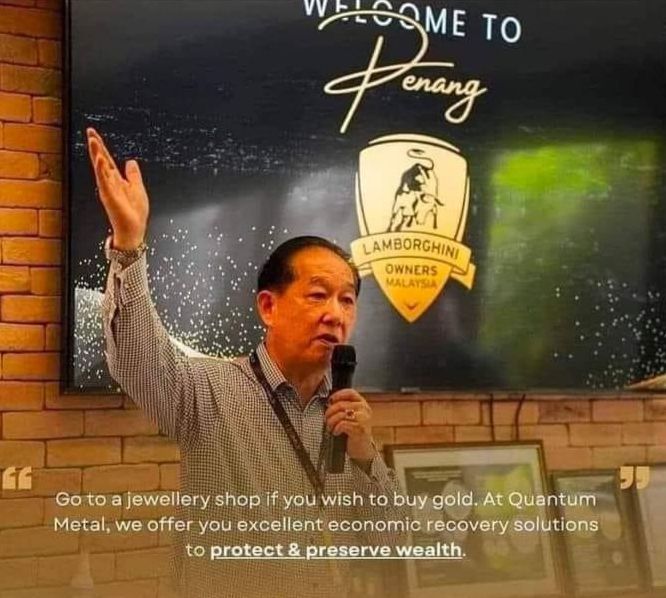 WELCOME TO
Penang
LAMBORGHINI
OWNERS
MALAYSIA
“ ”
Go to a jewellery shop if you wish to buy gold. At Quantum
Metal, we offer you excellent economic recovery solutions
to protect & preserve wealth.